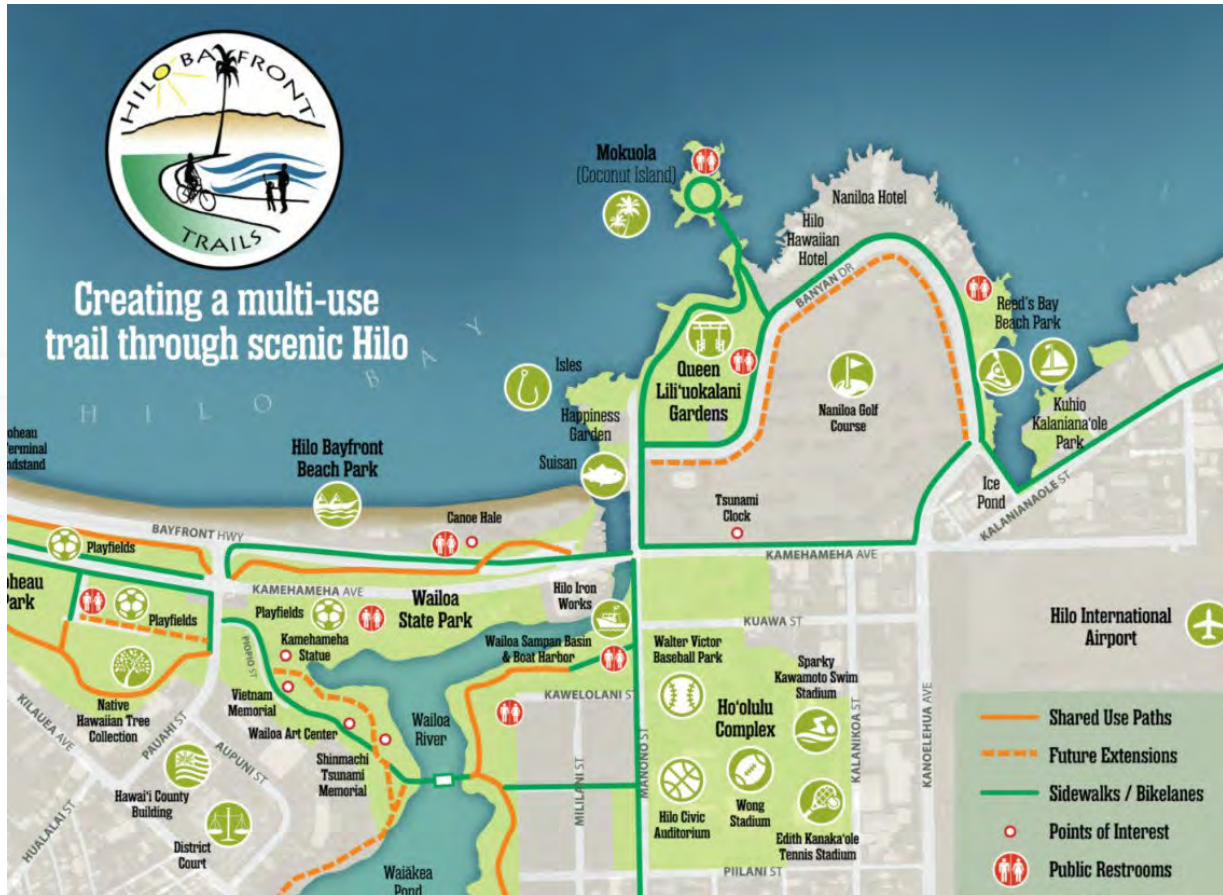 HILO BAYFRONT
TRAILS
Creating a multi-use
trail through scenic Hilo
HILO BAY
Mokuola
(Coconut Island)
Naniloa Hotel
Hilo
Hawaiian
Hotel
BANYAN DR
Reed's Bay
Beach Park
Queen
Lili‘uokalani
Gardens
Naniloa Golf
Course
Kuhio
Kalaniana‘ole
Park
Isles
Happiness
Garden
Suisan
Hilo Bayfront
Beach Park
oheau
Terminal
ndstand
BAYFRONT HWY
Canoe Hale
Tsunami
Clock
Ice
Pond
KALANIANAOLE ST
KAMEHAMEHA AVE
Playfields
oheau
Park
Playfields
KAMEHAMEHA AVE
Playfields
Wailoa
State Park
Hilo Iron
Works
PIOPIO ST
Kamehameha
Statue
Wailoa Sampan Basin
& Boat Harbor
KUAWA ST
Walter Victor
Baseball Park
Sparky
Kawamoto Swim
Stadium
Hilo International
Airport
Native
Hawaiian Tree
Collection
Vietnam
Memorial
Wailoa Art Center
Wailoa
River
KAWELOLANI ST
Ho‘olulu
Complex
KILAUEA AVE
PAUAHI ST
AUPUNI ST
Shinmachi
Tsunami
Memorial
MILILANI ST
MANONO ST
KALANIKOA ST
KANOELEHUA AVE
Hawai‘i County
Building
HUALALAI ST
District
Court
Hilo Civic
Auditorium
Wong
Stadium
Edith Kanaka‘ole
Tennis Stadium
Waiākea
Pond
PIILANI ST
Shared Use Paths
Future Extensions
Sidewalks / Bikelanes
Points of Interest
Public Restrooms